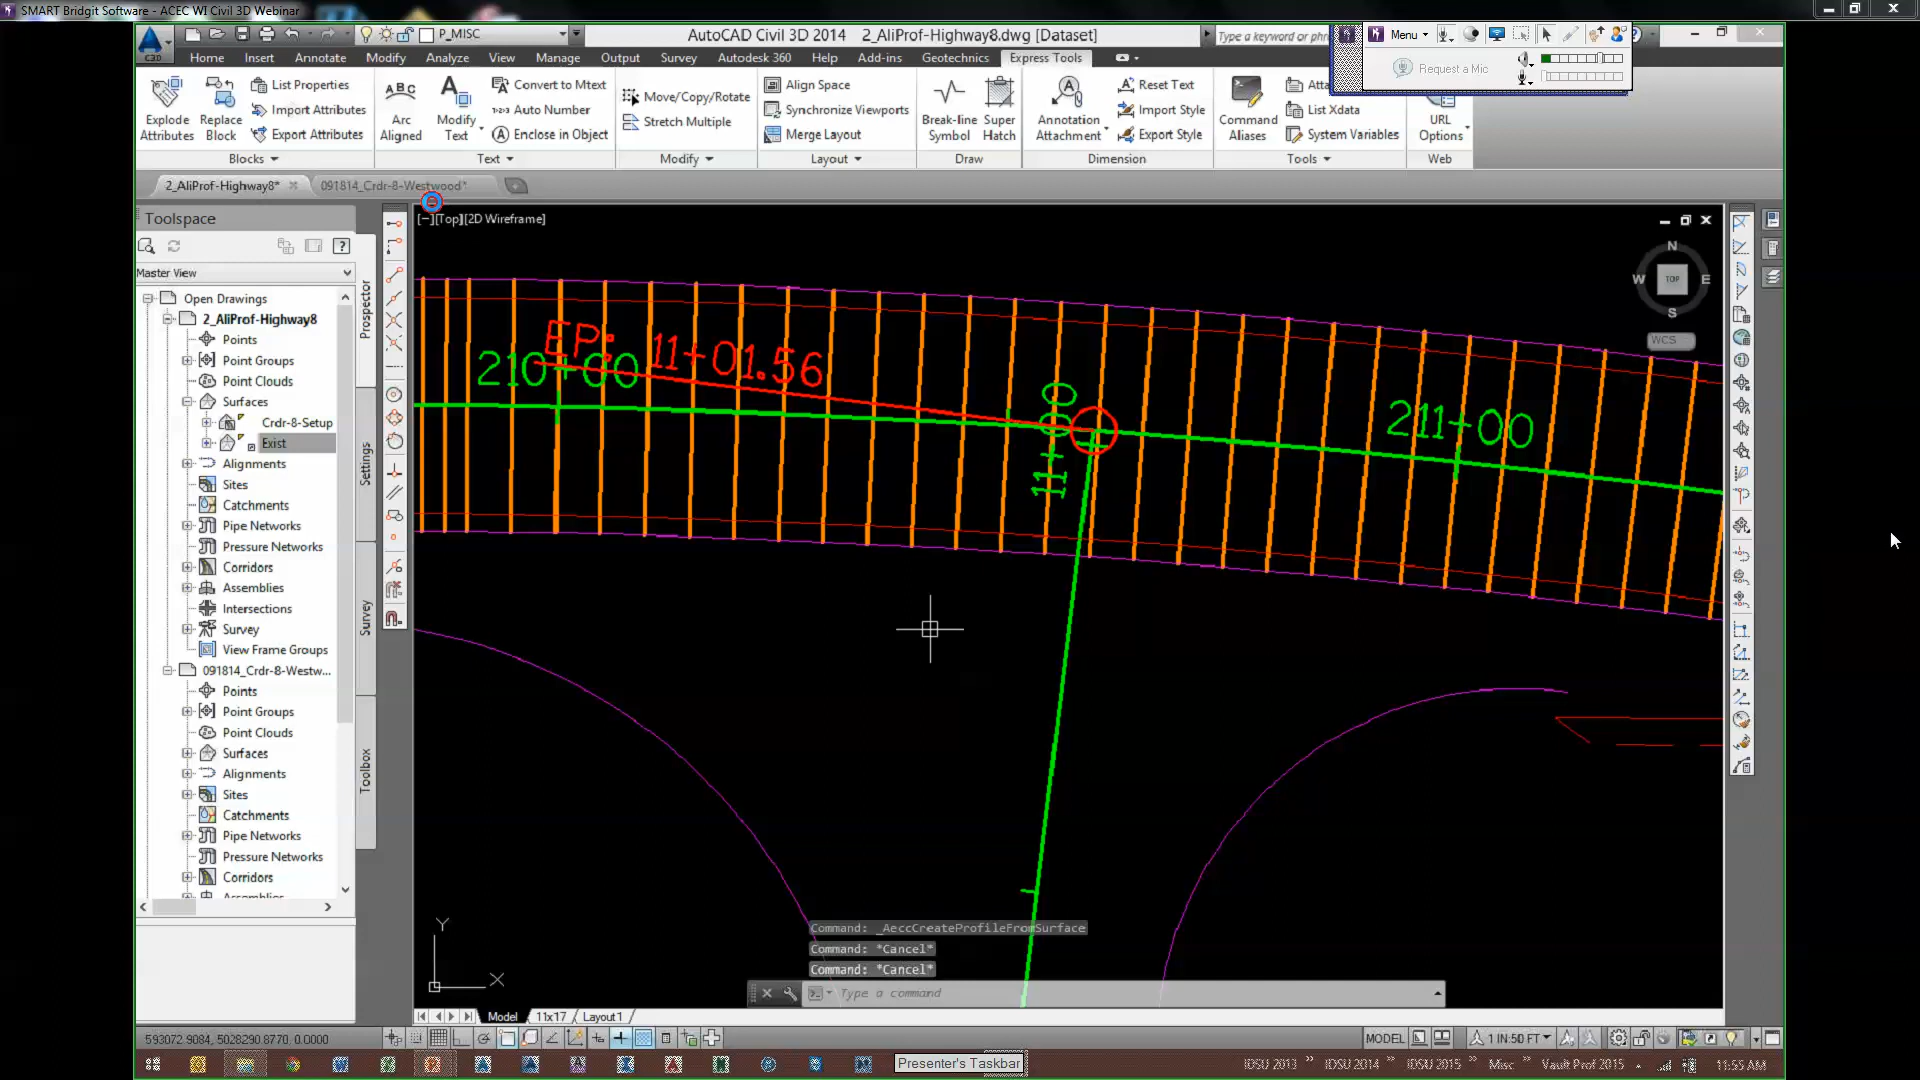 SMART Bridgit Software - ACEC WI Civil 3D Webinar
P_MISC
AutoCAD Civil 3D 2014 2_AliProf-Highway8.dwg [Dataset]
Type a keyword or phr
Menu
Request a Mic
Home Insert Annotate Modify Analyze View Manage Output Survey Autodesk 360 Help Add-ins Geotechnics Express Tools
Explode Attributes
Replace Block
List Properties
Import Attributes
Export Attributes
Arc Aligned
Modify Text
Convert to Mtext
Auto Number
Enclose in Object
Move/Copy/Rotate
Stretch Multiple
Align Space
Synchronize Viewports
Merge Layout
Break-line Symbol
Super Hatch
Annotation Attachment
Reset Text
Import Style
Export Style
Command Aliases
List Xdata
System Variables
URL Options
Blocks Text Modify Layout Draw Dimension Tools Web
2_AliProf-Highway8* 091814_Crdr-8-Westwood*
Toolspace
[−][Top][2D Wireframe]
Master View
Open Drawings
2_AliProf-Highway8
Points
Point Groups
Point Clouds
Surfaces
Crdr-8-Setup
Exist
Alignments
Sites
Catchments
Pipe Networks
Pressure Networks
Corridors
Assemblies
Intersections
Survey
View Frame Groups
091814_Crdr-8-Westw...
Points
Point Groups
Point Clouds
Surfaces
Alignments
Sites
Catchments
Pipe Networks
Pressure Networks
Corridors
Assemblies
Prospector
Settings
Survey
Toolbox
EP: 11+01.56
210+00
11+00
211+00
N
W TOP E
S
WCS
Y
X
Command: _AeccCreateProfileFromSurface
Command: *Cancel*
Command: *Cancel*
Type a command
Model 11x17 Layout1
593072.9084, 5028290.8770, 0.0000
MODEL
1 IN:50 FT
Presenter's Taskbar
IDSU 2013 IDSU 2014 IDSU 2015 Misc Vault Prof 2015 11:55 AM